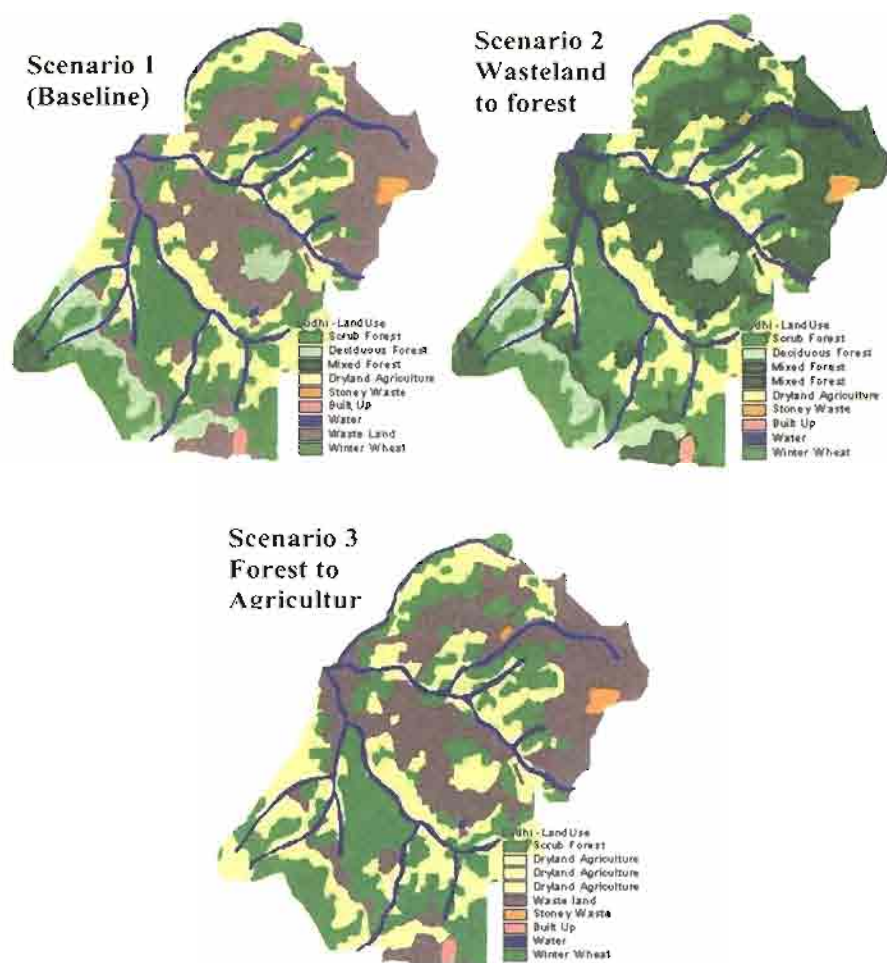 Scenario 1
(Baseline)
Scenario 2
Wasteland
to forest
-LandUse
Scrub Forest
Deciduous Forest
Mixed Forest
Dryland Agriculture
Stoney Waste
Built Up
Water
Waste Land
Winter Wheat
-LandUse
Scrub Forest
Deciduous Forest
Mixed Forest
Mixed Forest
Dryland Agriculture
Stoney Waste
Built Up
Water
Winter Wheat
Scenario 3
Forest to
Agricultur
-LandUse
Scrub Forest
Dryland Agriculture
Dryland Agriculture
Dryland Agriculture
Waste land
Stoney Waste
Built Up
Water
Winter Wheat